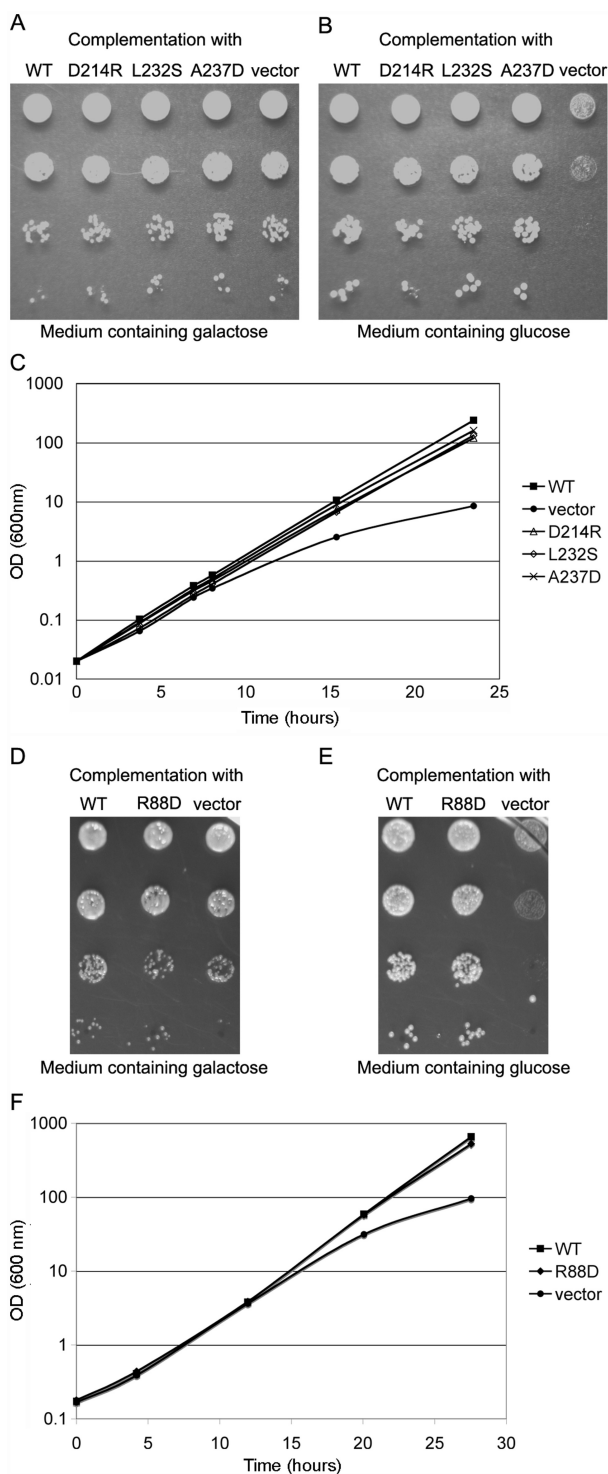 A
Complementation with
WT D214R L232S A237D vector
Medium containing galactose
B
Complementation with
WT D214R L232S A237D vector
Medium containing glucose
C
1000
100
10
1
0.1
0.01
OD (600nm)
0 5 10 15 20 25
Time (hours)
WT
vector
D214R
L232S
A237D
D
Complementation with
WT R88D vector
Medium containing galactose
E
Complementation with
WT R88D vector
Medium containing glucose
F
1000
100
10
1
0.1
OD (600 nm)
0 5 10 15 20 25 30
Time (hours)
WT
R88D
vector